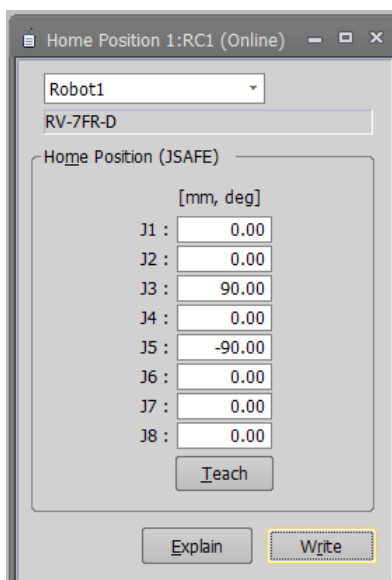 Home Position 1:RC1 (Online)
Robot1
RV-7FR-D
Home Position (JSAFE)
[mm, deg]
J1 : 0.00
J2 : 0.00
J3 : 90.00
J4 : 0.00
J5 : -90.00
J6 : 0.00
J7 : 0.00
J8 : 0.00
Teach
Explain Write